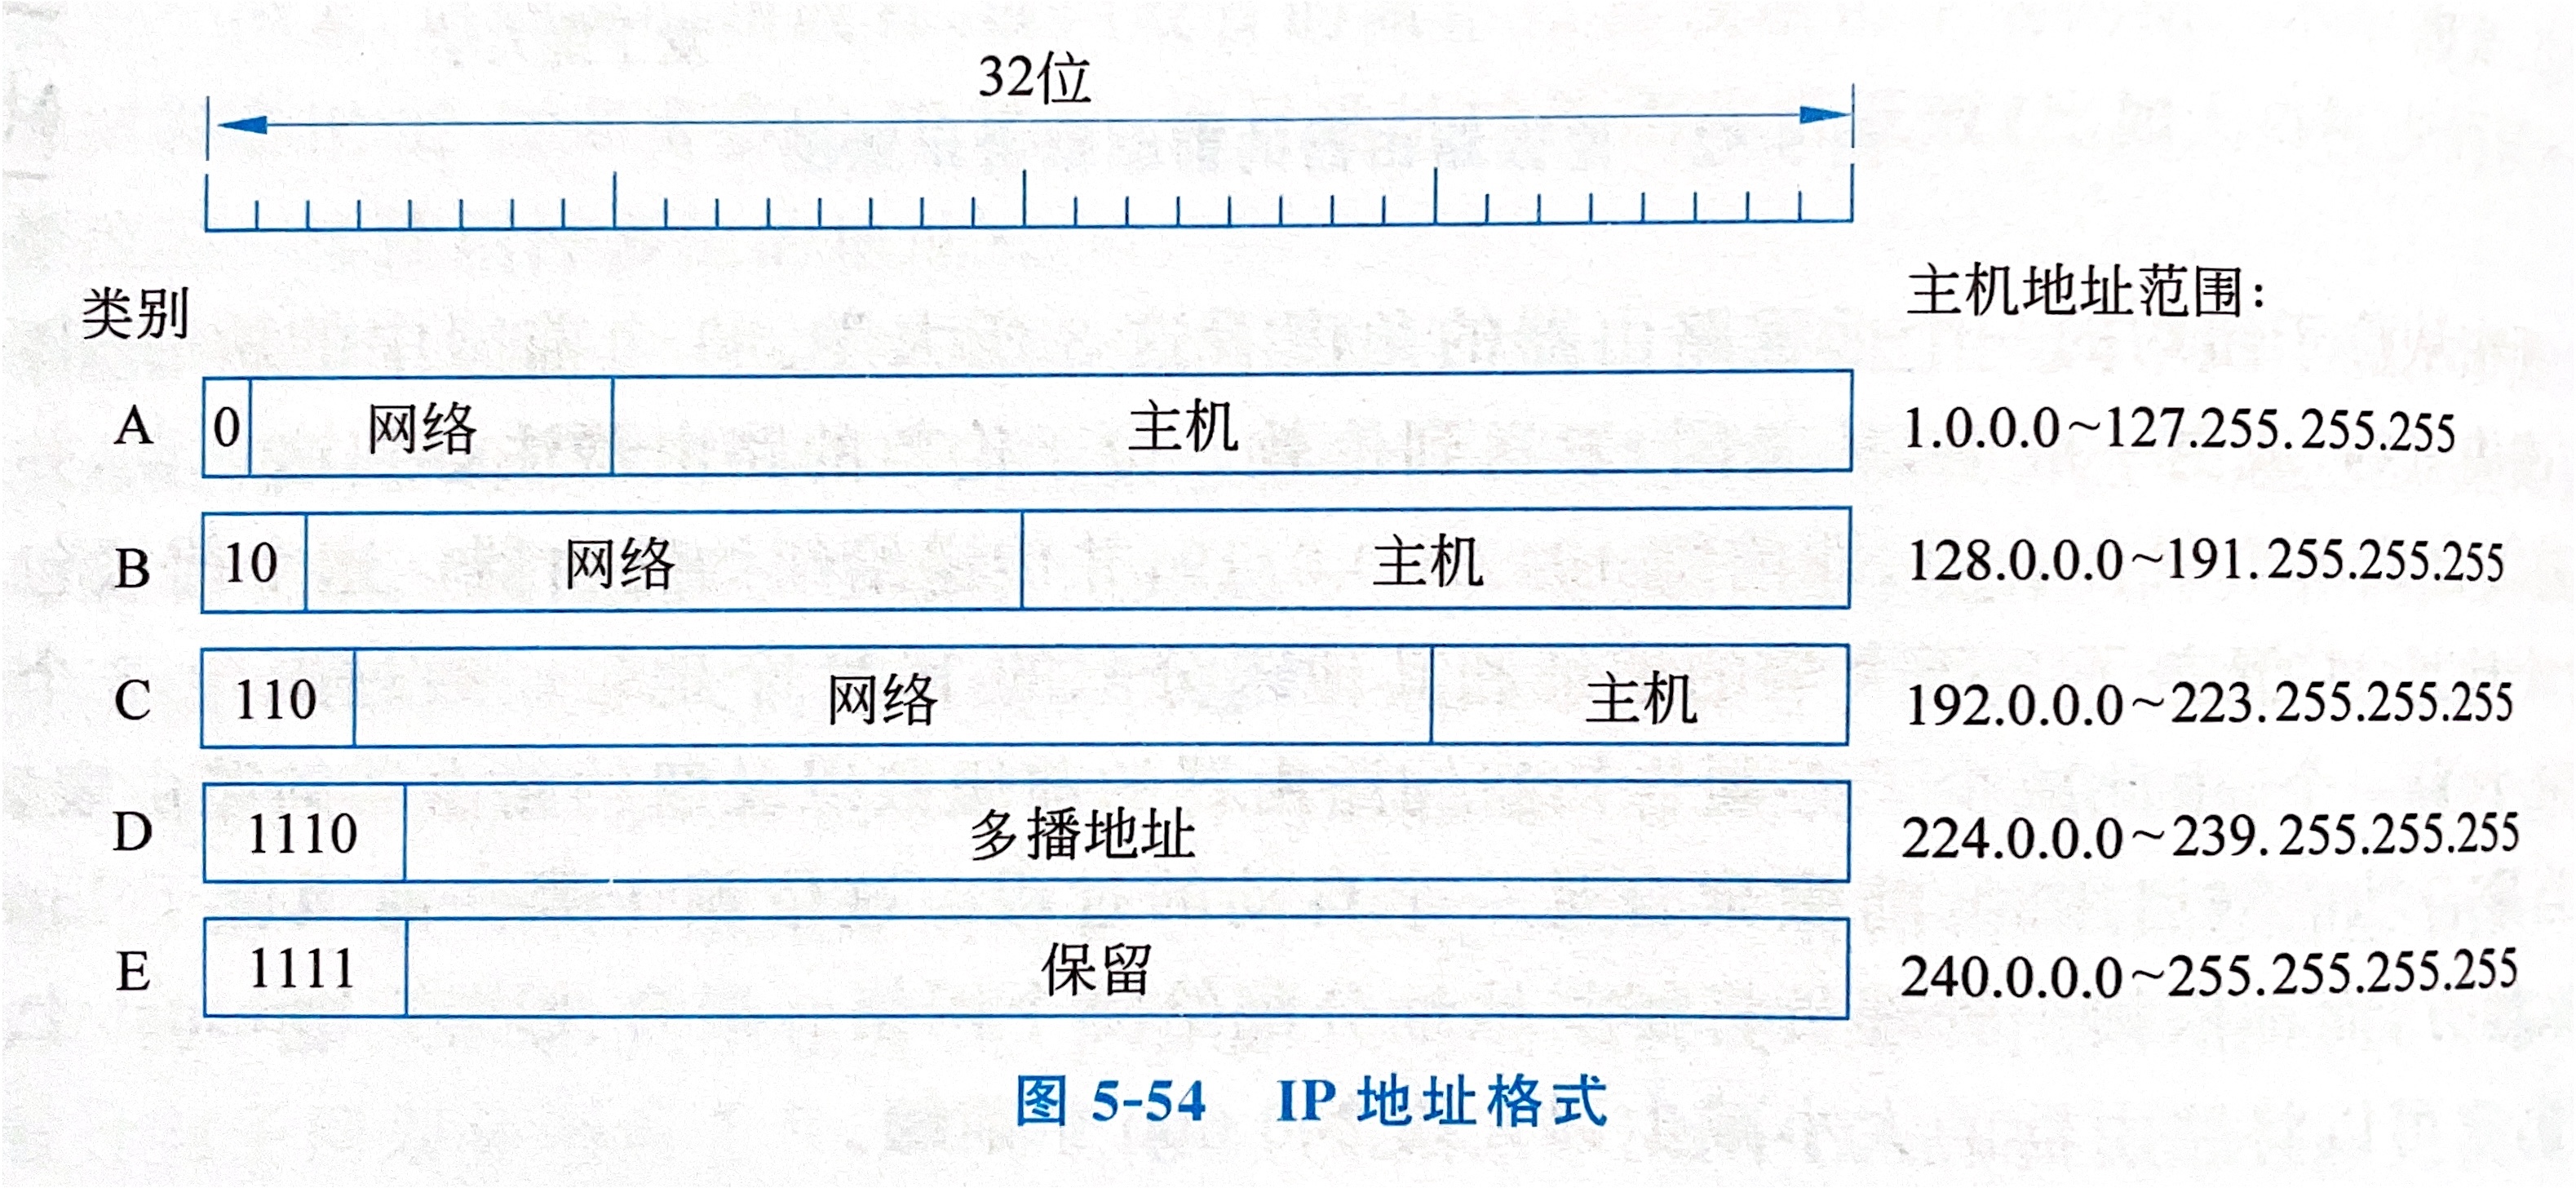 32位
类别 主机地址范围:
A 0 网络 主机 1.0.0.0~127.255.255.255
B 10 网络 主机 128.0.0.0~191.255.255.255
C 110 网络 主机 192.0.0.0~223.255.255.255
D 1110 多播地址 224.0.0.0~239.255.255.255
E 1111 保留 240.0.0.0~255.255.255.255
图 5-54 IP 地址格式